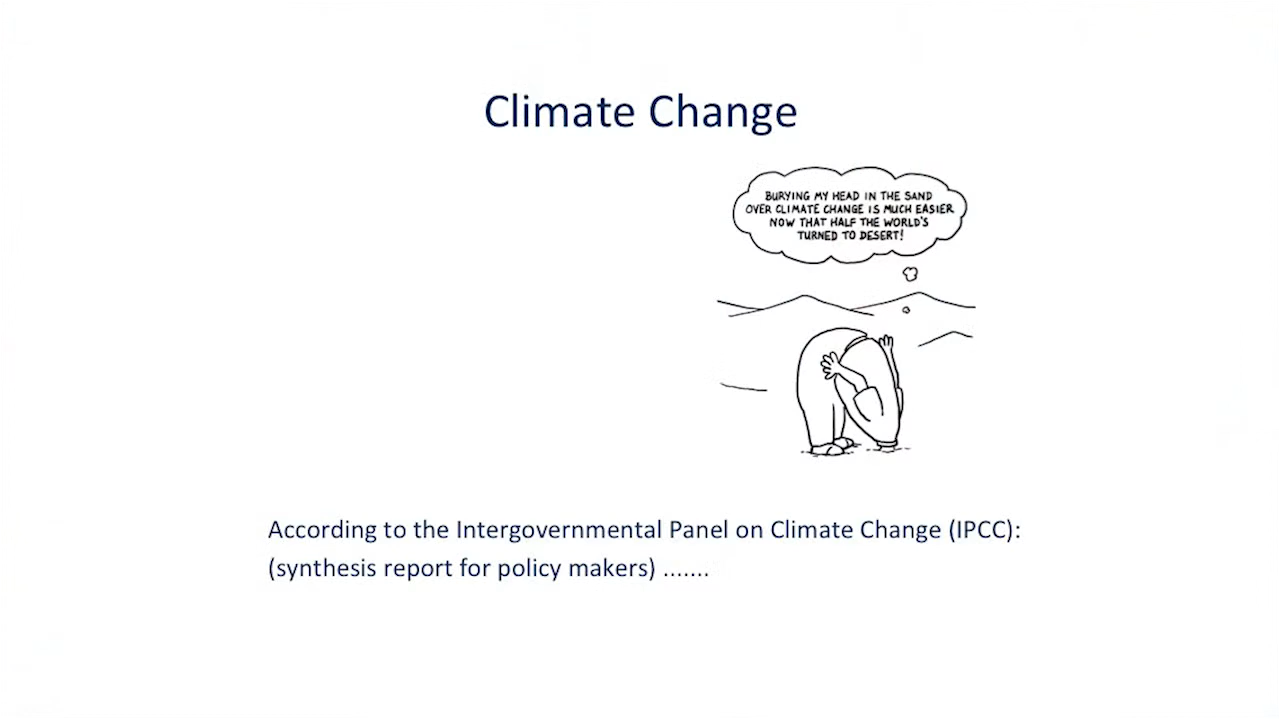 Climate Change
BURYING MY HEAD IN THE SAND
OVER CLIMATE CHANGE IS MUCH EASIER
NOW THAT HALF THE WORLD'S
TURNED TO DESERT!
According to the Intergovernmental Panel on Climate Change (IPCC):
(synthesis report for policy makers) .......